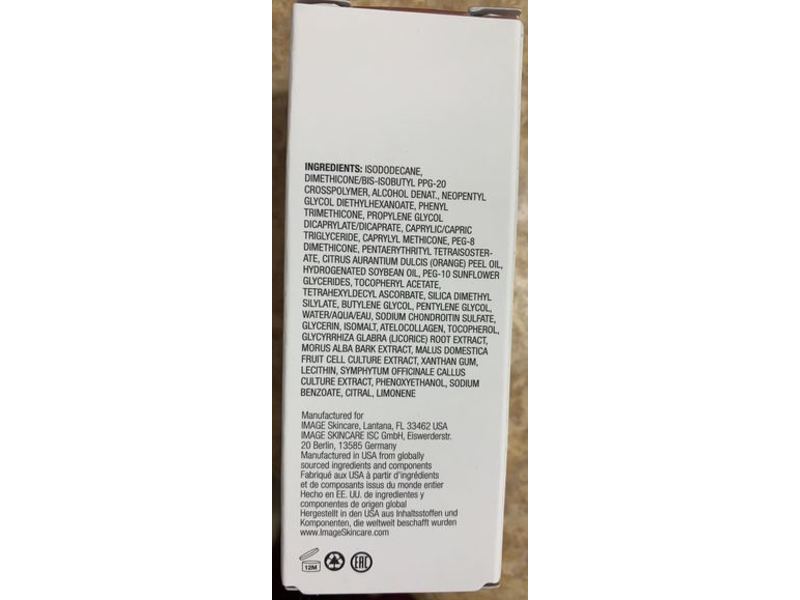 INGREDIENTS: ISODODECANE,
DIMETHICONE/BIS-ISOBUTYL PPG-20
CROSSPOLYMER, ALCOHOL DENAT., NEOPENTYL
GLYCOL DIETHYLHEXANOATE, PHENYL
TRIMETHICONE, PROPYLENE GLYCOL
DICAPRYLATE/DICAPRATE, CAPRYLIC/CAPRIC
TRIGLYCERIDE, CAPRYLYL METHICONE, PEG-8
DIMETHICONE, PENTAERYTHRITYL TETRAISOSTER-
ATE, CITRUS AURANTIUM DULCIS (ORANGE) PEEL OIL,
HYDROGENATED SOYBEAN OIL, PEG-10 SUNFLOWER
GLYCERIDES, TOCOPHERYL ACETATE,
TETRAHEXYLDECYL ASCORBATE, SILICA DIMETHYL
SILYLATE, BUTYLENE GLYCOL, PENTYLENE GLYCOL,
WATER/AQUA/EAU, SODIUM CHONDROITIN SULFATE,
GLYCERIN, ISOMALT, ATELOCOLLAGEN, TOCOPHEROL,
GLYCYRRHIZA GLABRA (LICORICE) ROOT EXTRACT,
MORUS ALBA BARK EXTRACT, MALUS DOMESTICA
FRUIT CELL CULTURE EXTRACT, XANTHAN GUM,
LECITHIN, SYMPHYTUM OFFICINALE CALLUS
CULTURE EXTRACT, PHENOXYETHANOL, SODIUM
BENZOATE, CITRAL, LIMONENE
Manufactured for
IMAGE Skincare, Lantana, FL 33462 USA
IMAGE SKINCARE ISC GmbH, Eiswerderstr.
20 Berlin, 13585 Germany
Manufactured in USA from globally
sourced ingredients and components
Fabriqué aux USA à partir d'ingrédients
et de composants issus du monde entier
Hecho en EE. UU. de ingredientes y
componentes de origen global
Hergestellt in den USA aus Inhaltsstoffen und
Komponenten, die weltweit beschafft wurden
www.ImageSkincare.com
12M EAC